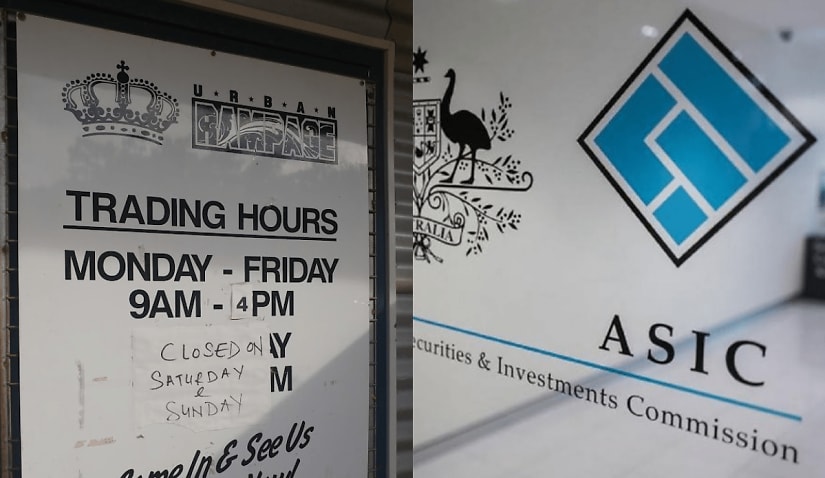 URBAN
RAMPAGE
TRADING HOURS
MONDAY - FRIDAY
9AM - 4PM
CLOSED ON AY
SATURDAY M
&
SUNDAY
Come In & See Us
RALIA
ASIC
ecurities & Investments Commission